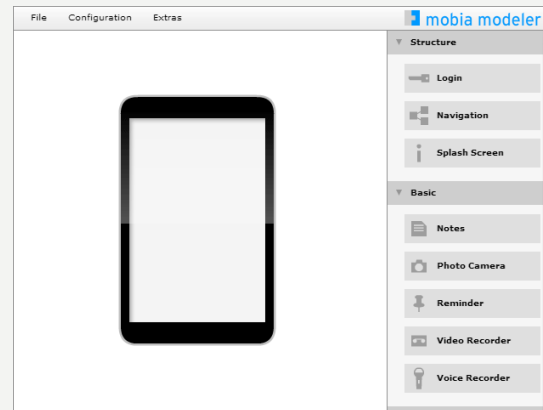 File Configuration Extras
mobia modeler
Structure
Login
Navigation
Splash Screen
Basic
Notes
Photo Camera
Reminder
Video Recorder
Voice Recorder